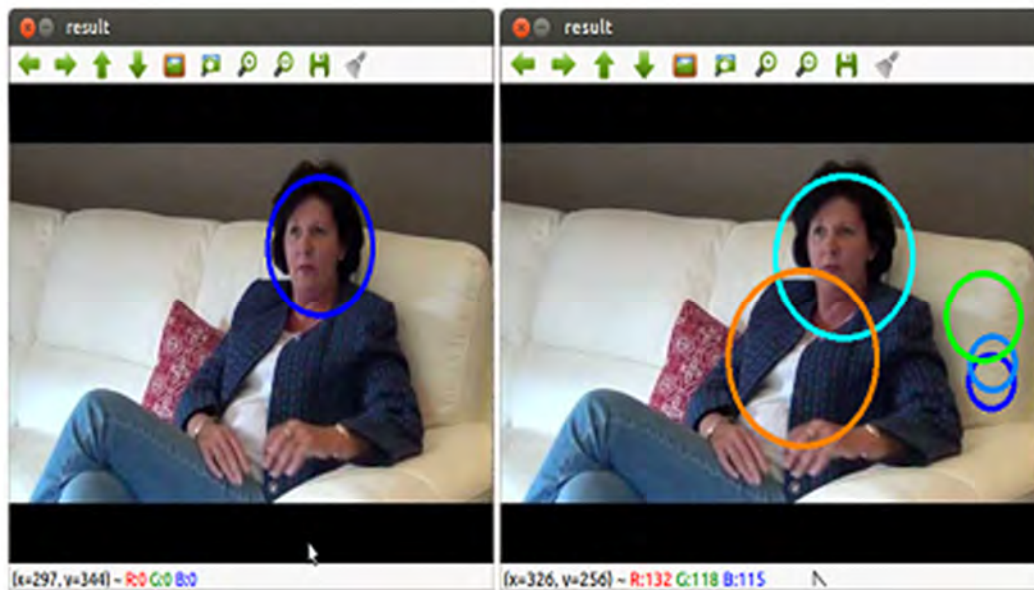 result
result
(x=297, y=344) ~ R:0 G:0 B:0
(x=326, y=256) ~ R:132 G:118 B:115